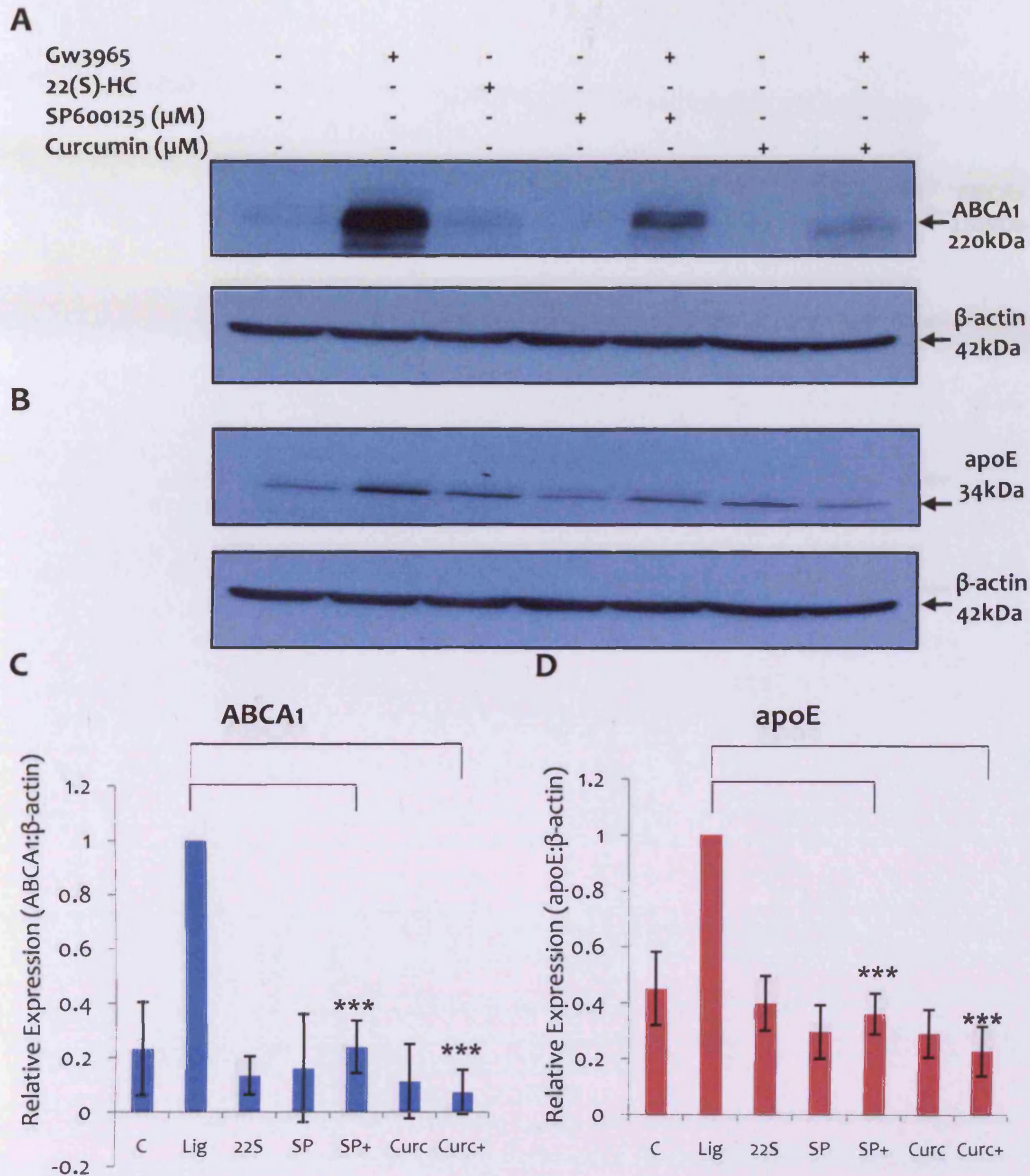 A
Gw3965 - + - - + - +
22(S)-HC - - + - - - -
SP600125 (µM) - - - + + - -
Curcumin (µM) - - - - - + +
ABCA1
220kDa
β-actin
42kDa
B
apoE
34kDa
β-actin
42kDa
C
ABCA1
Relative Expression (ABCA1:β-actin)
1.2
1
0.8
0.6
0.4
0.2
0
-0.2
***
***
C Lig 22S SP SP+ Curc Curc+
D
apoE
Relative Expression (apoE:β-actin)
1.2
1
0.8
0.6
0.4
0.2
0
***
***
C Lig 22S SP SP+ Curc Curc+